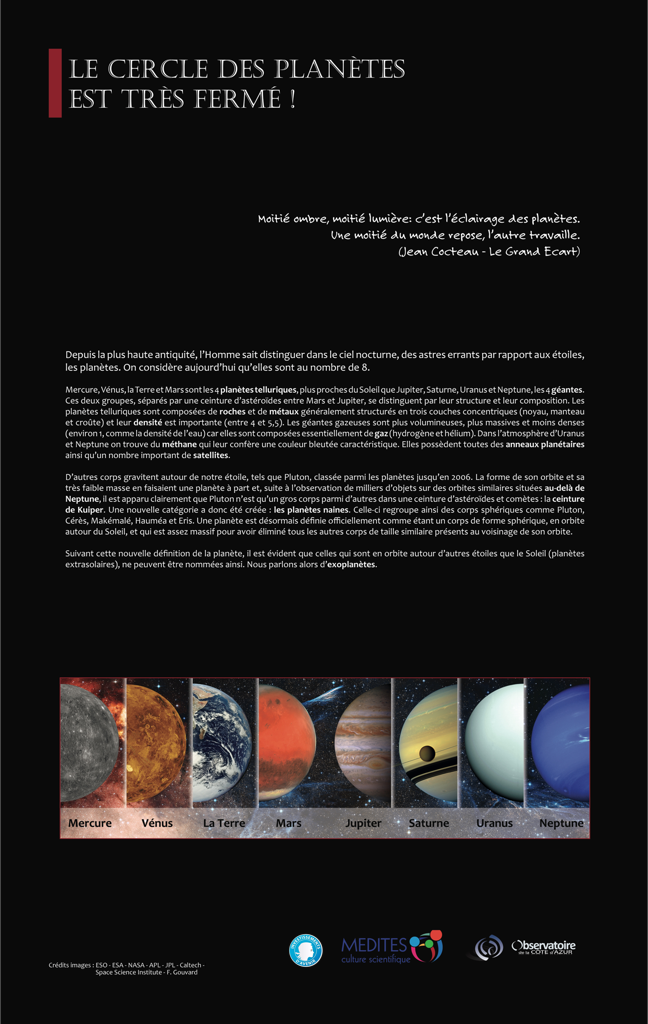 LE CERCLE DES PLANÈTES
EST TRÈS FERMÉ !
Moitié ombre, moitié lumière: c'est l'éclairage des planètes.
Une moitié du monde repose, l'autre travaille.
(Jean Cocteau - Le Grand Ecart)
Depuis la plus haute antiquité, l'Homme sait distinguer dans le ciel nocturne, des astres errants par rapport aux étoiles,
les planètes. On considère aujourd'hui qu'elles sont au nombre de 8.
Mercure, Vénus, la Terre et Mars sont les 4 planètes telluriques, plus proches du Soleil que Jupiter, Saturne, Uranus et Neptune, les 4 géantes.
Ces deux groupes, séparés par une ceinture d'astéroïdes entre Mars et Jupiter, se distinguent par leur structure et leur composition. Les
planètes telluriques sont composées de roches et de métaux généralement structurés en trois couches concentriques (noyau, manteau
et croûte) et leur densité est importante (entre 4 et 5,5). Les géantes gazeuses sont plus volumineuses, plus massives et moins denses
(environ 1, comme la densité de l'eau) car elles sont composées essentiellement de gaz (hydrogène et hélium). Dans l'atmosphère d'Uranus
et Neptune on trouve du méthane qui leur confère une couleur bleutée caractéristique. Elles possèdent toutes des anneaux planétaires
ainsi qu'un nombre important de satellites.
D'autres corps gravitent autour de notre étoile, tels que Pluton, classée parmi les planètes jusqu'en 2006. La forme de son orbite et sa
très faible masse en faisaient une planète à part et, suite à l'observation de milliers d'objets sur des orbites similaires situées au-delà de
Neptune, il est apparu clairement que Pluton n'est qu'un gros corps parmi d'autres dans une ceinture d'astéroïdes et comètes : la ceinture
de Kuiper. Une nouvelle catégorie a donc été créée : les planètes naines. Celle-ci regroupe ainsi des corps sphériques comme Pluton,
Cérès, Makémalé, Hauméa et Eris. Une planète est désormais définie officiellement comme étant un corps de forme sphérique, en orbite
autour du Soleil, et qui est assez massif pour avoir éliminé tous les autres corps de taille similaire présents au voisinage de son orbite.
Suivant cette nouvelle définition de la planète, il est évident que celles qui sont en orbite autour d'autres étoiles que le Soleil (planètes
extrasolaires), ne peuvent être nommées ainsi. Nous parlons alors d'exoplanètes.
Mercure Vénus La Terre Mars Jupiter Saturne Uranus Neptune
INVESTISSEMENTS D'AVENIR
MEDITES
culture scientifique
Observatoire
de la CÔTE d'AZUR
Crédits images : ESO - ESA - NASA - APL - JPL - Caltech -
Space Science Institute - F. Gouvard